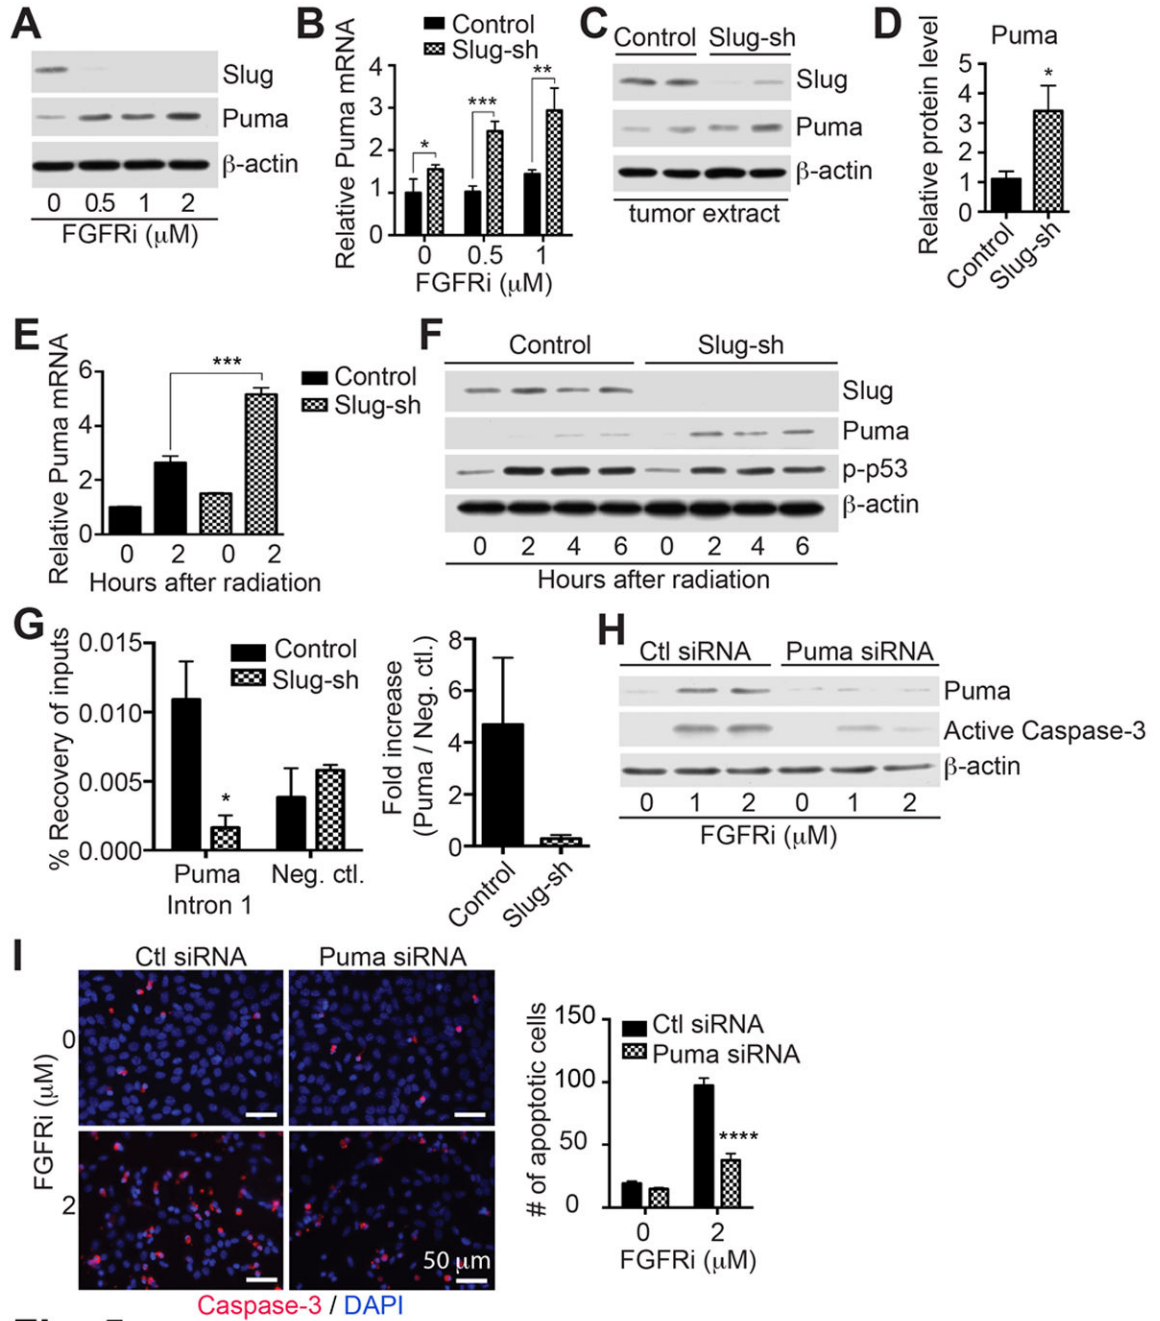 A
Slug
Puma
β-actin
0 0.5 1 2
FGFRi (μM)
B
Control
Slug-sh
Relative Puma mRNA
4
3
2
1
0
* *** **
0 0.5 1
FGFRi (μM)
C
Control Slug-sh
Slug
Puma
β-actin
tumor extract
D
Puma
Relative protein level
5
4
3
2
1
0
*
Control
Slug-sh
E
Relative Puma mRNA
6
4
2
0
***
Control
Slug-sh
0 2 0 2
Hours after radiation
F
Control Slug-sh
Slug
Puma
p-p53
β-actin
0 2 4 6 0 2 4 6
Hours after radiation
G
% Recovery of inputs
0.015
0.010
0.005
0.000
Control
Slug-sh
*
Puma
Intron 1
Neg. ctl.
Fold increase
(Puma / Neg. ctl.)
8
6
4
2
0
Control
Slug-sh
H
Ctl siRNA Puma siRNA
Puma
Active Caspase-3
β-actin
0 1 2 0 1 2
FGFRi (μM)
I
Ctl siRNA Puma siRNA
FGFRi (μM)
0
2
50 μm
Caspase-3 / DAPI
# of apoptotic cells
150
100
50
0
Ctl siRNA
Puma siRNA
****
0 2
FGFRi (μM)